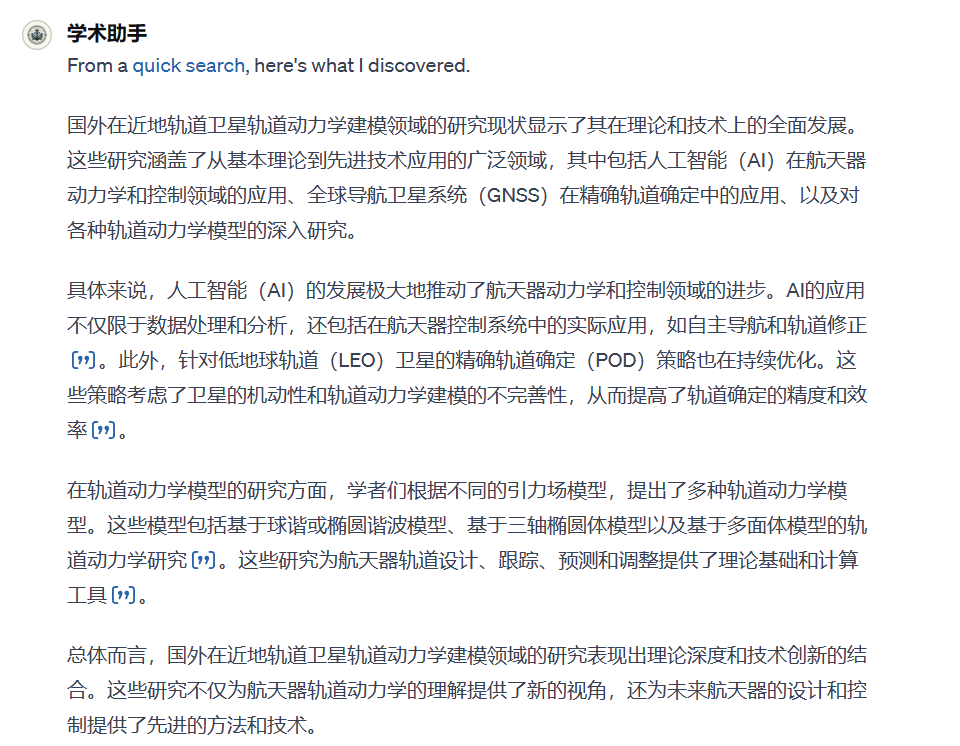 学术助手
From a quick search, here's what I discovered.
国外在近地轨道卫星轨道动力学建模领域的研究现状显示了其在理论和技术上的全面发展。
这些研究涵盖了从基本理论到先进技术应用的广泛领域，其中包括人工智能（AI）在航天器
动力学和控制领域的应用、全球导航卫星系统（GNSS）在精确轨道确定中的应用、以及对
各种轨道动力学模型的深入研究。
具体来说，人工智能（AI）的发展极大地推动了航天器动力学和控制领域的进步。AI的应用
不仅限于数据处理和分析，还包括在航天器控制系统中的实际应用，如自主导航和轨道修正
[”]。此外，针对低地球轨道（LEO）卫星的精确轨道确定（POD）策略也在持续优化。这
些策略考虑了卫星的机动性和轨道动力学建模的不完善性，从而提高了轨道确定的精度和效
率[”]。
在轨道动力学模型的研究方面，学者们根据不同的引力场模型，提出了多种轨道动力学模
型。这些模型包括基于球谐或椭圆谐波模型、基于三轴椭圆体模型以及基于多面体模型的轨
道动力学研究[”]。这些研究为航天器轨道设计、跟踪、预测和调整提供了理论基础和计算
工具[”]。
总体而言，国外在近地轨道卫星轨道动力学建模领域的研究表现出理论深度和技术创新的结
合。这些研究不仅为航天器轨道动力学的理解提供了新的视角，还为未来航天器的设计和控
制提供了先进的方法和技术。